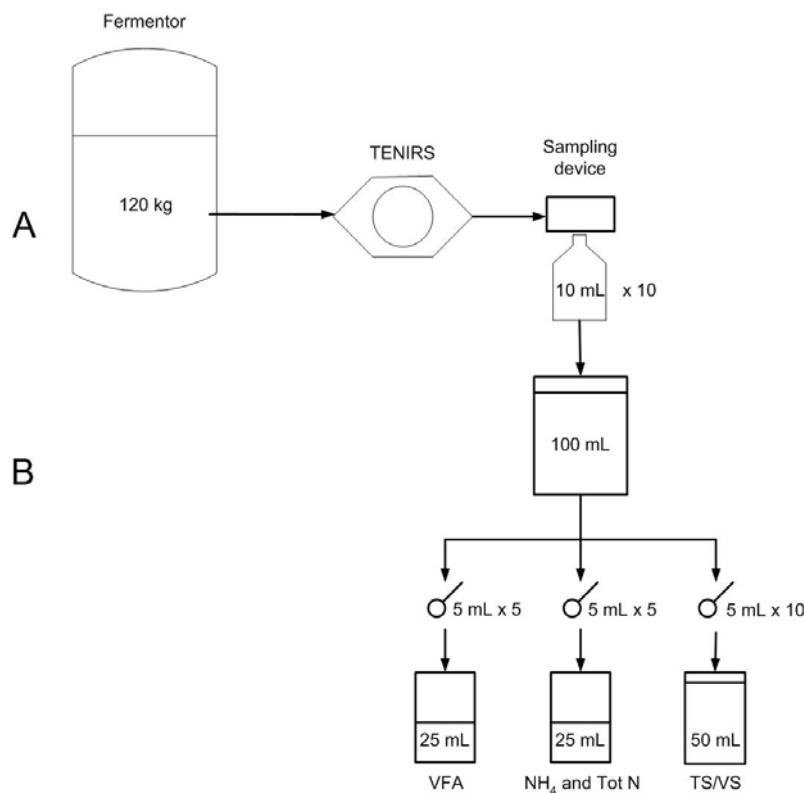 Fermentor
TENIRS
Sampling
device
120 kg
A
10 mL x 10
100 mL
B
5 mL x 5
5 mL x 5
5 mL x 10
25 mL
25 mL
50 mL
VFA
NH₄ and Tot N
TS/VS